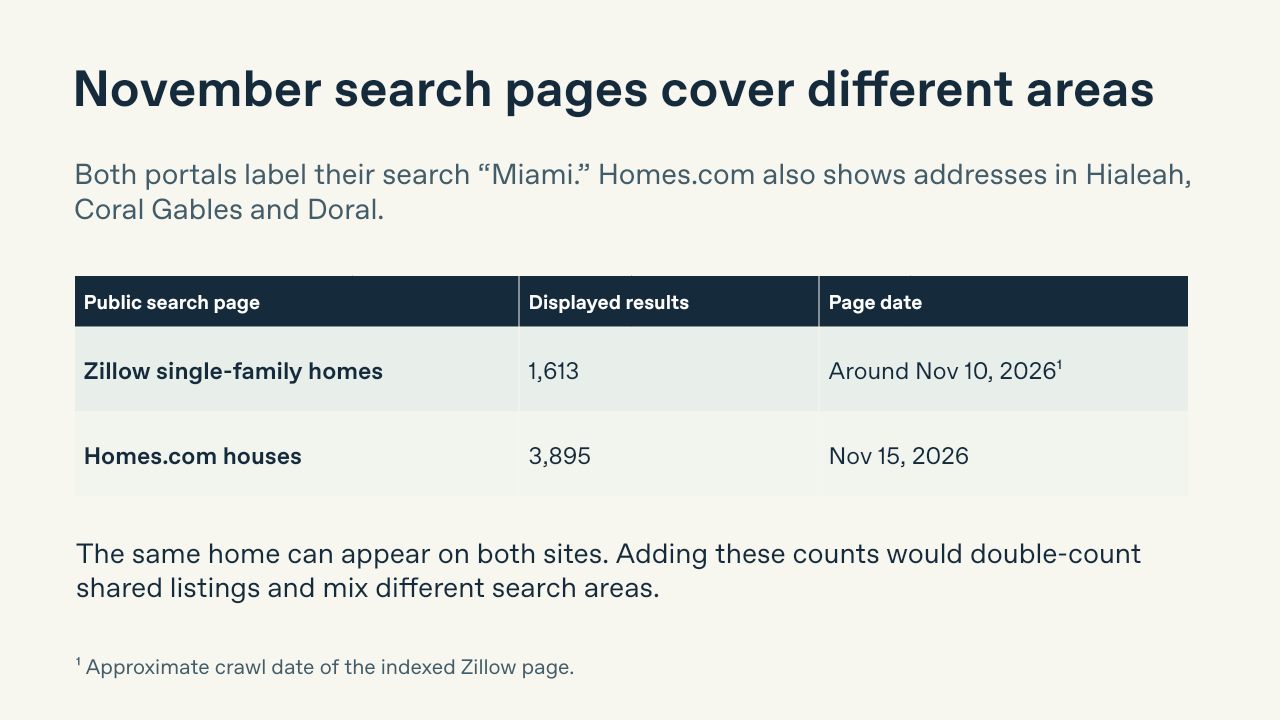 November search pages cover different areas
Both portals label their search “Miami.” Homes.com also shows addresses in Hialeah,
Coral Gables and Doral.
Public search page Displayed results Page date
Zillow single-family homes 1,613 Around Nov 10, 2026¹
Homes.com houses 3,895 Nov 15, 2026
The same home can appear on both sites. Adding these counts would double-count
shared listings and mix different search areas.
¹ Approximate crawl date of the indexed Zillow page.